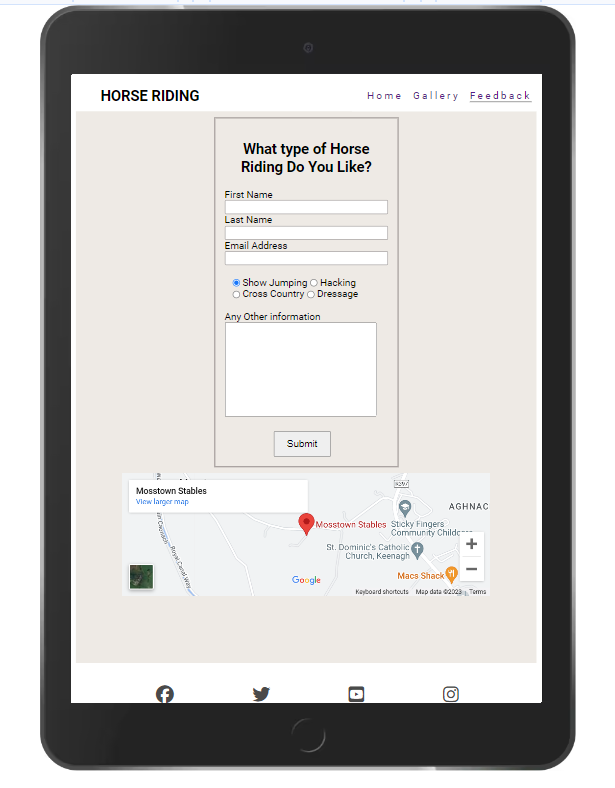 HORSE RIDING
Home Gallery Feedback
What type of Horse
Riding Do You Like?
First Name
Last Name
Email Address
Show Jumping Hacking
Cross Country Dressage
Any Other information
Submit
Mosstown Stables
View larger map
R397
AGHNAC
Mosstown Stables
Sticky Fingers
Community Childcare
St. Dominic's Catholic
Church, Keenagh
Royal Canal Way
Macs Shack
Google
Keyboard shortcuts Map data ©2023 Terms